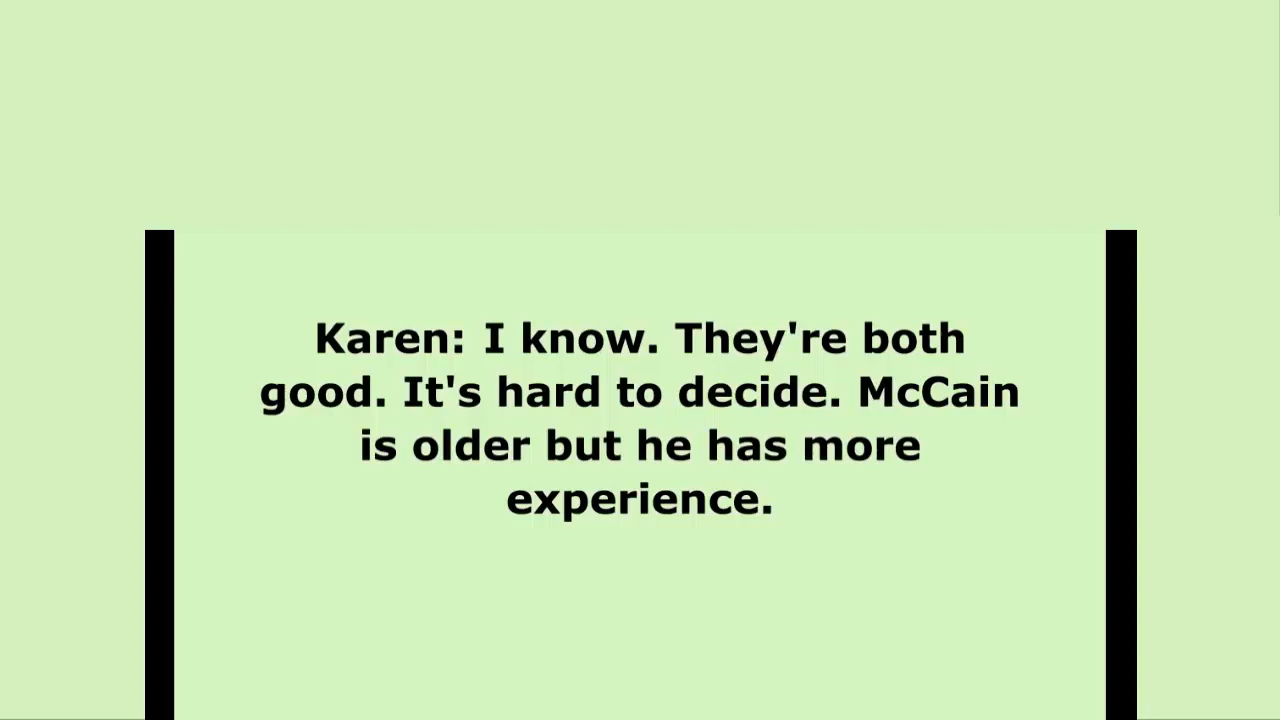 Karen: I know. They're both
good. It's hard to decide. McCain
is older but he has more
experience.